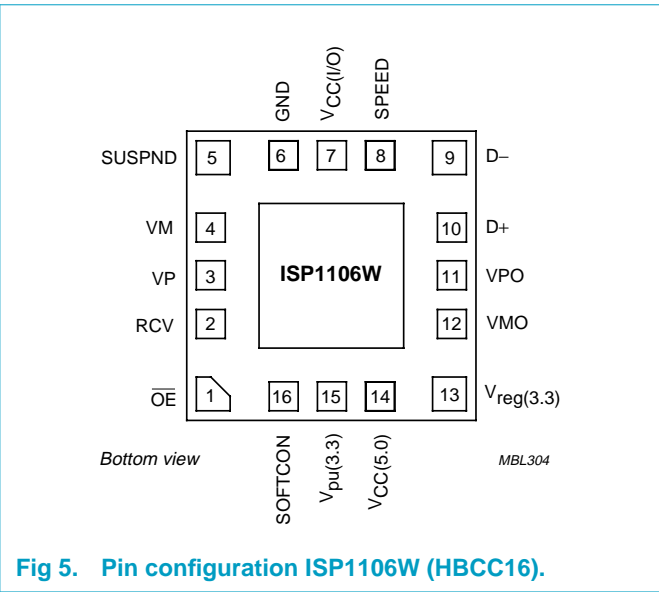 GND
VCC(I/O)
SPEED
SUSPND 5 6 7 8 9 D−
VM 4 10 D+
VP 3 ISP1106W 11 VPO
RCV 2 12 VMO
OE 1 16 15 14 13 Vreg(3.3)
SOFTCON
Vpu(3.3)
VCC(5.0)
Bottom view
MBL304
Fig 5. Pin configuration ISP1106W (HBCC16).